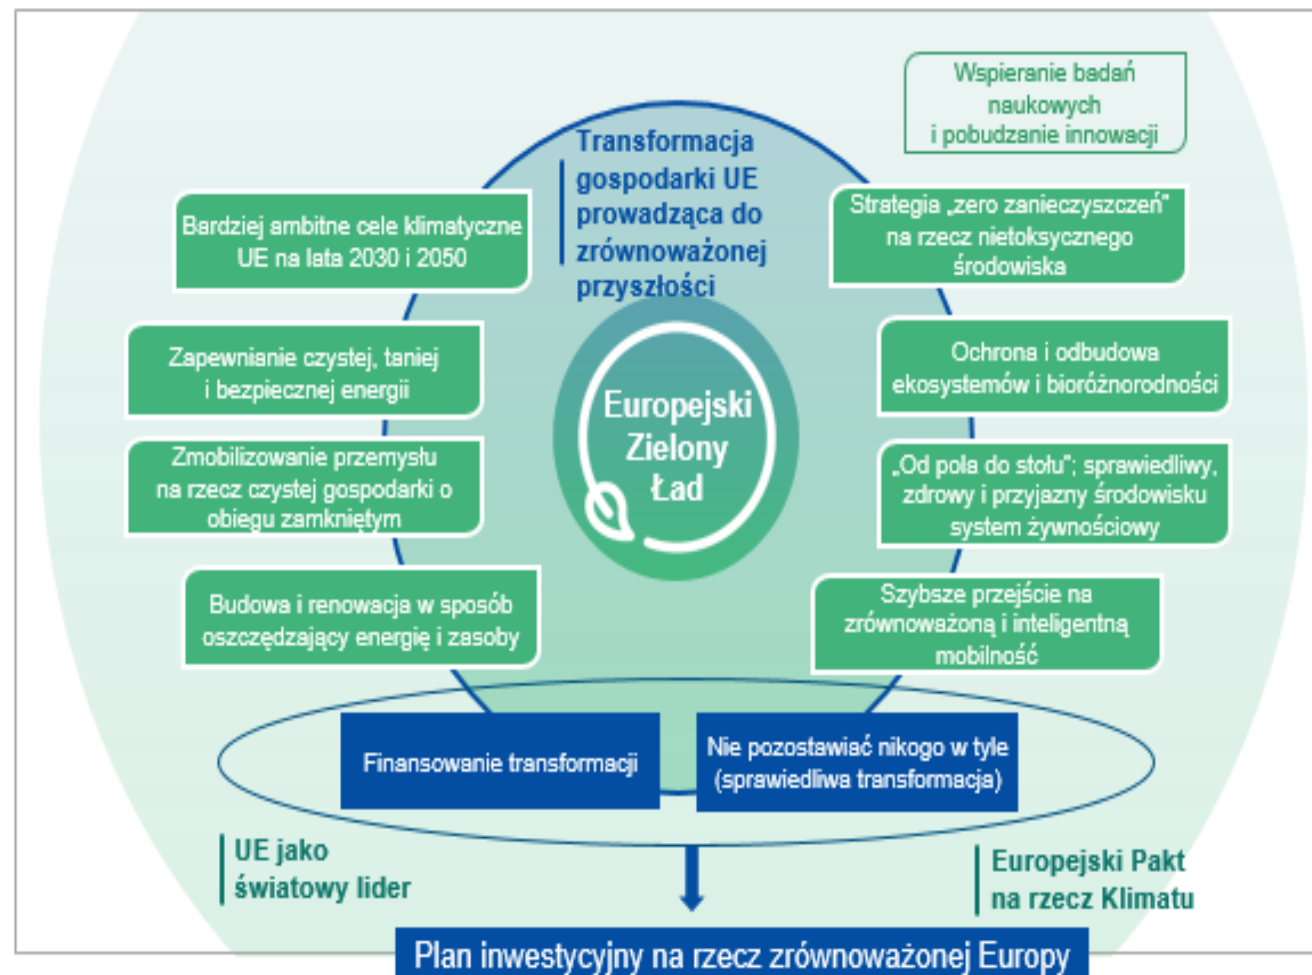 Wspieranie badań
naukowych
i pobudzanie innowacji
Transformacja
gospodarki UE
prowadząca do
zrównoważonej
przyszłości
Bardziej ambitne cele klimatyczne
UE na lata 2030 i 2050
Strategia „zero zanieczyszczeń”
na rzecz nietoksycznego
środowiska
Zapewnianie czystej, taniej
i bezpiecznej energii
Ochrona i odbudowa
ekosystemów i bioróżnorodności
Europejski
Zielony
Ład
Zmobilizowanie przemysłu
na rzecz czystej gospodarki o
obiegu zamkniętym
„Od pola do stołu”; sprawiedliwy,
zdrowy i przyjazny środowisku
system żywnościowy
Budowa i renowacja w sposób
oszczędzający energię i zasoby
Szybsze przejście na
zrównoważoną i inteligentną
mobilność
Finansowanie transformacji
Nie pozostawiać nikogo w tyle
(sprawiedliwa transformacja)
UE jako
światowy lider
Europejski Pakt
na rzecz Klimatu
Plan inwestycyjny na rzecz zrównoważonej Europy